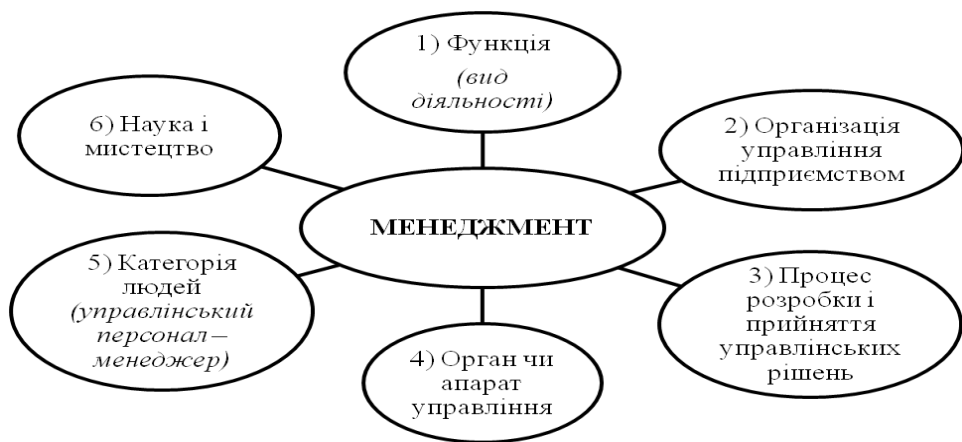 1) Функція
(вид
діяльності)
2) Організація
управління
підприємством
3) Процес
розробки і
прийняття
управлінських
рішень
4) Орган чи
апарат
управління
5) Категорія
людей
(управлінський
персонал –
менеджер)
6) Наука і
мистецтво
МЕНЕДЖМЕНТ